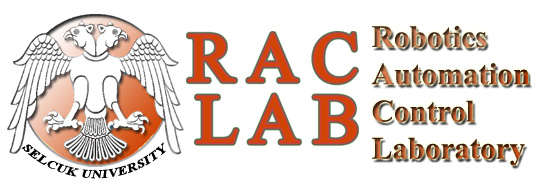 SELCUK UNIVERSITY
RAC
LAB
Robotics
Automation
Control
Laboratory